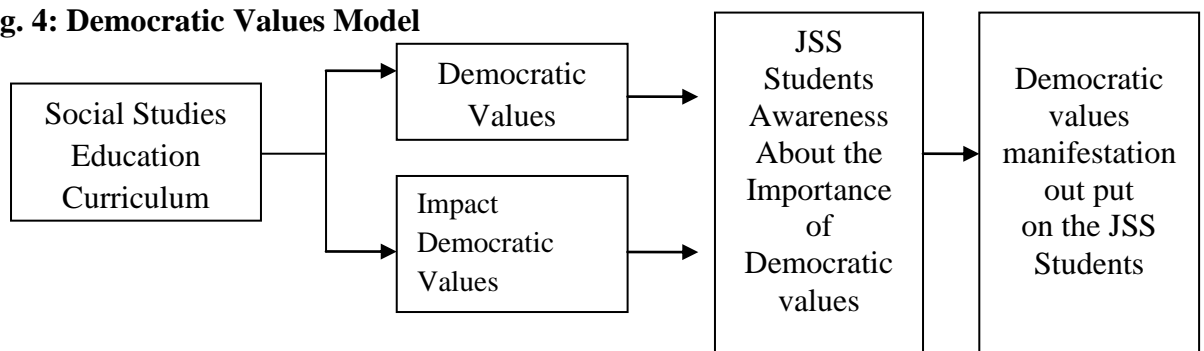 g. 4: Democratic Values Model
Social Studies
Education
Curriculum
Democratic
Values
Impact
Democratic
Values
JSS
Students
Awareness
About the
Importance
of
Democratic
values
Democratic
values
manifestation
out put
on the JSS
Students